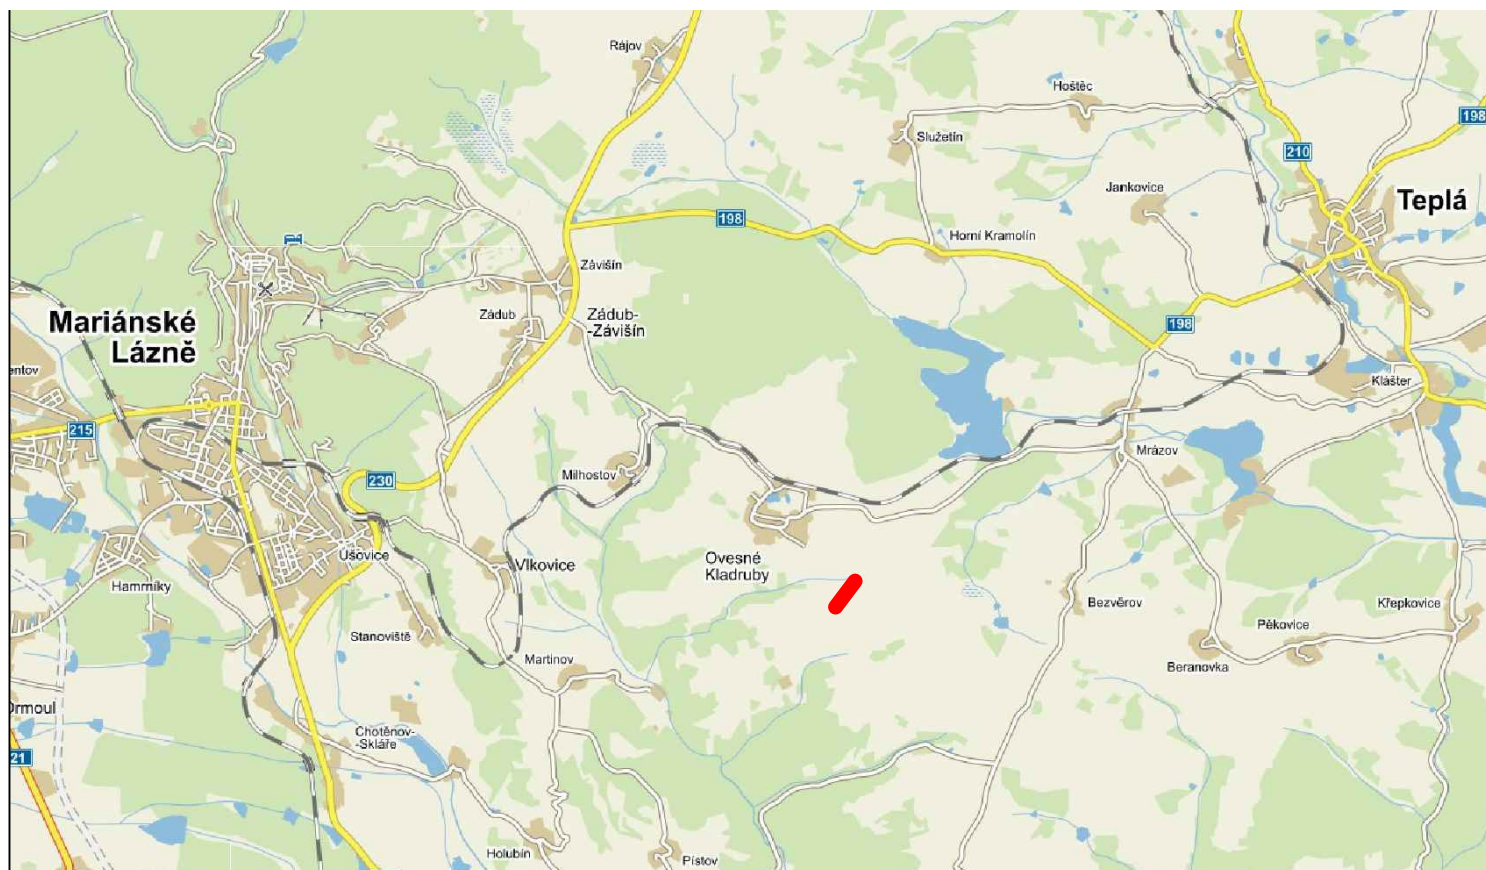 Rájov
Hoštěc
198
Služetín
210
Jankovice
Teplá
198
Horní Kramolín
Závišín
Mariánské
Lázně
Zádub
Zádub-
-Závišín
198
entov
Klášter
215
Mrázov
Milhostov
230
Úšovice
Vlkovice
Ovesné
Kladruby
Hamrníky
Bezvěrov
Křepkovice
Stanoviště
Pěkovice
Martinov
Beranovka
Drmoul
Chotěnov-
-Skláře
21
Holubín
Pístov